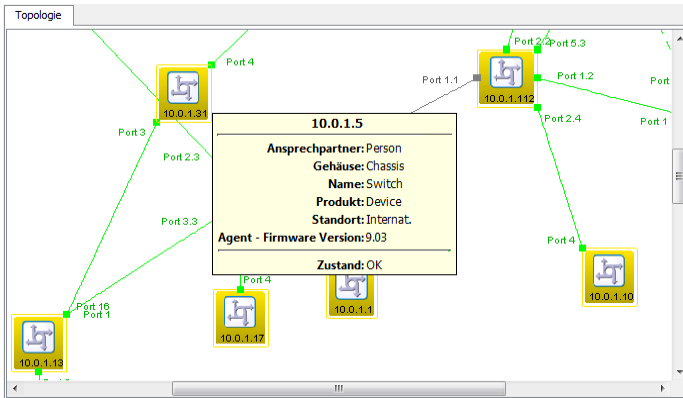 Topologie
Port 4
Port 2.2
Port 5.3
Port 1.1
Port 1.2
Port
10.0.1.31
10.0.1.112
Port 3
Port 2.4
Port 1
Port 2.3
10.0.1.5
Ansprechpartner: Person
Gehäuse: Chassis
Name: Switch
Produkt: Device
Standort: Internat.
Agent - Firmware Version: 9.03
Zustand: OK
Port 3.3
Port 4
Port 4
10.0.1.10
Port 16
Port 1
10.0.1.1
10.0.1.17
10.0.1.13